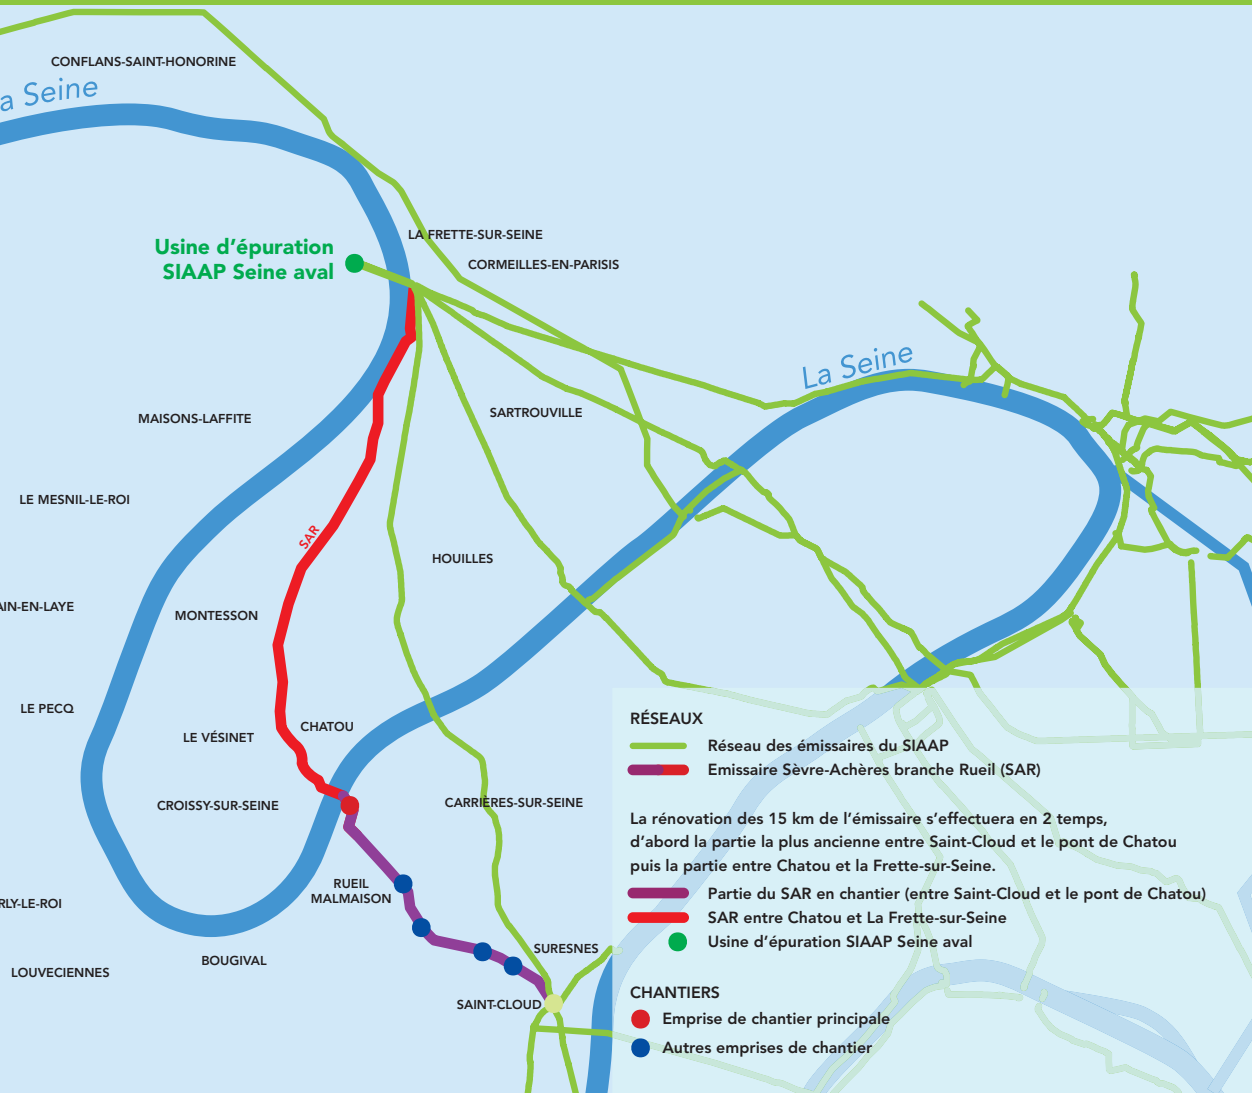 CONFLANS-SAINT-HONORINE
a Seine
LA FRETTE-SUR-SEINE
Usine d'épuration
SIAAP Seine aval
CORMEILLES-EN-PARISIS
La Seine
MAISONS-LAFFITE
SARTROUVILLE
LE MESNIL-LE-ROI
SAR
HOUILLES
AIN-EN-LAYE
MONTESSON
LE PECQ
CHATOU
LE VÉSINET
CROISSY-SUR-SEINE
CARRIÈRES-SUR-SEINE
RUEIL
MALMAISON
RLY-LE-ROI
SURESNES
BOUGIVAL
LOUVECIENNES
SAINT-CLOUD
RÉSEAUX
Réseau des émissaires du SIAAP
Emissaire Sèvre-Achères branche Rueil (SAR)
La rénovation des 15 km de l'émissaire s'effectuera en 2 temps,
d'abord la partie la plus ancienne entre Saint-Cloud et le pont de Chatou
puis la partie entre Chatou et la Frette-sur-Seine.
Partie du SAR en chantier (entre Saint-Cloud et le pont de Chatou)
SAR entre Chatou et La Frette-sur-Seine
Usine d'épuration SIAAP Seine aval
CHANTIERS
Emprise de chantier principale
Autres emprises de chantier